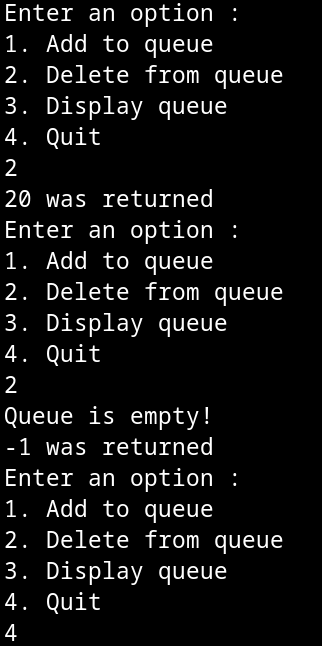 Enter an option :
1. Add to queue
2. Delete from queue
3. Display queue
4. Quit
2
20 was returned
Enter an option :
1. Add to queue
2. Delete from queue
3. Display queue
4. Quit
2
Queue is empty!
-1 was returned
Enter an option :
1. Add to queue
2. Delete from queue
3. Display queue
4. Quit
4